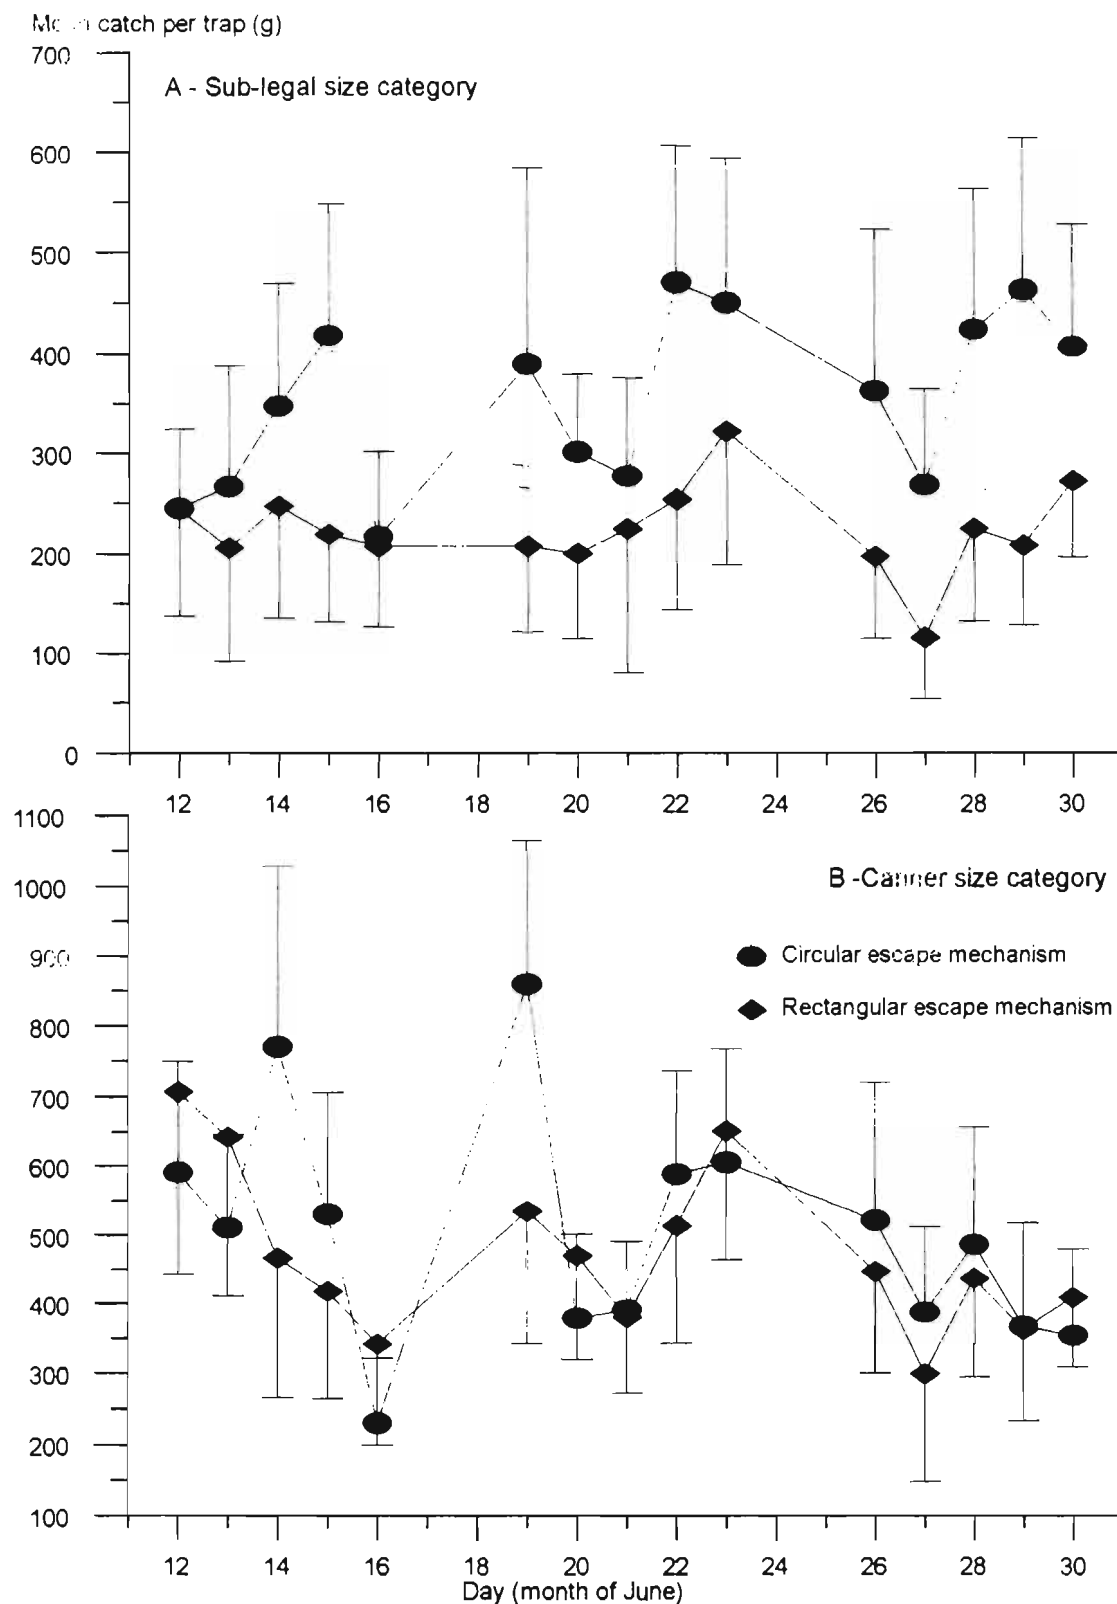 catch per trap (g)
700
A - Sub-legal size category
600
500
400
300
200
100
0
12 14 16 18 20 22 24 26 28 30
1100
B -Canner size category
1000
900
Circular escape mechanism
Rectangular escape mechanism
800
700
600
500
400
300
200
100
12 14 16 18 20 22 24 26 28 30
Day (month of June)